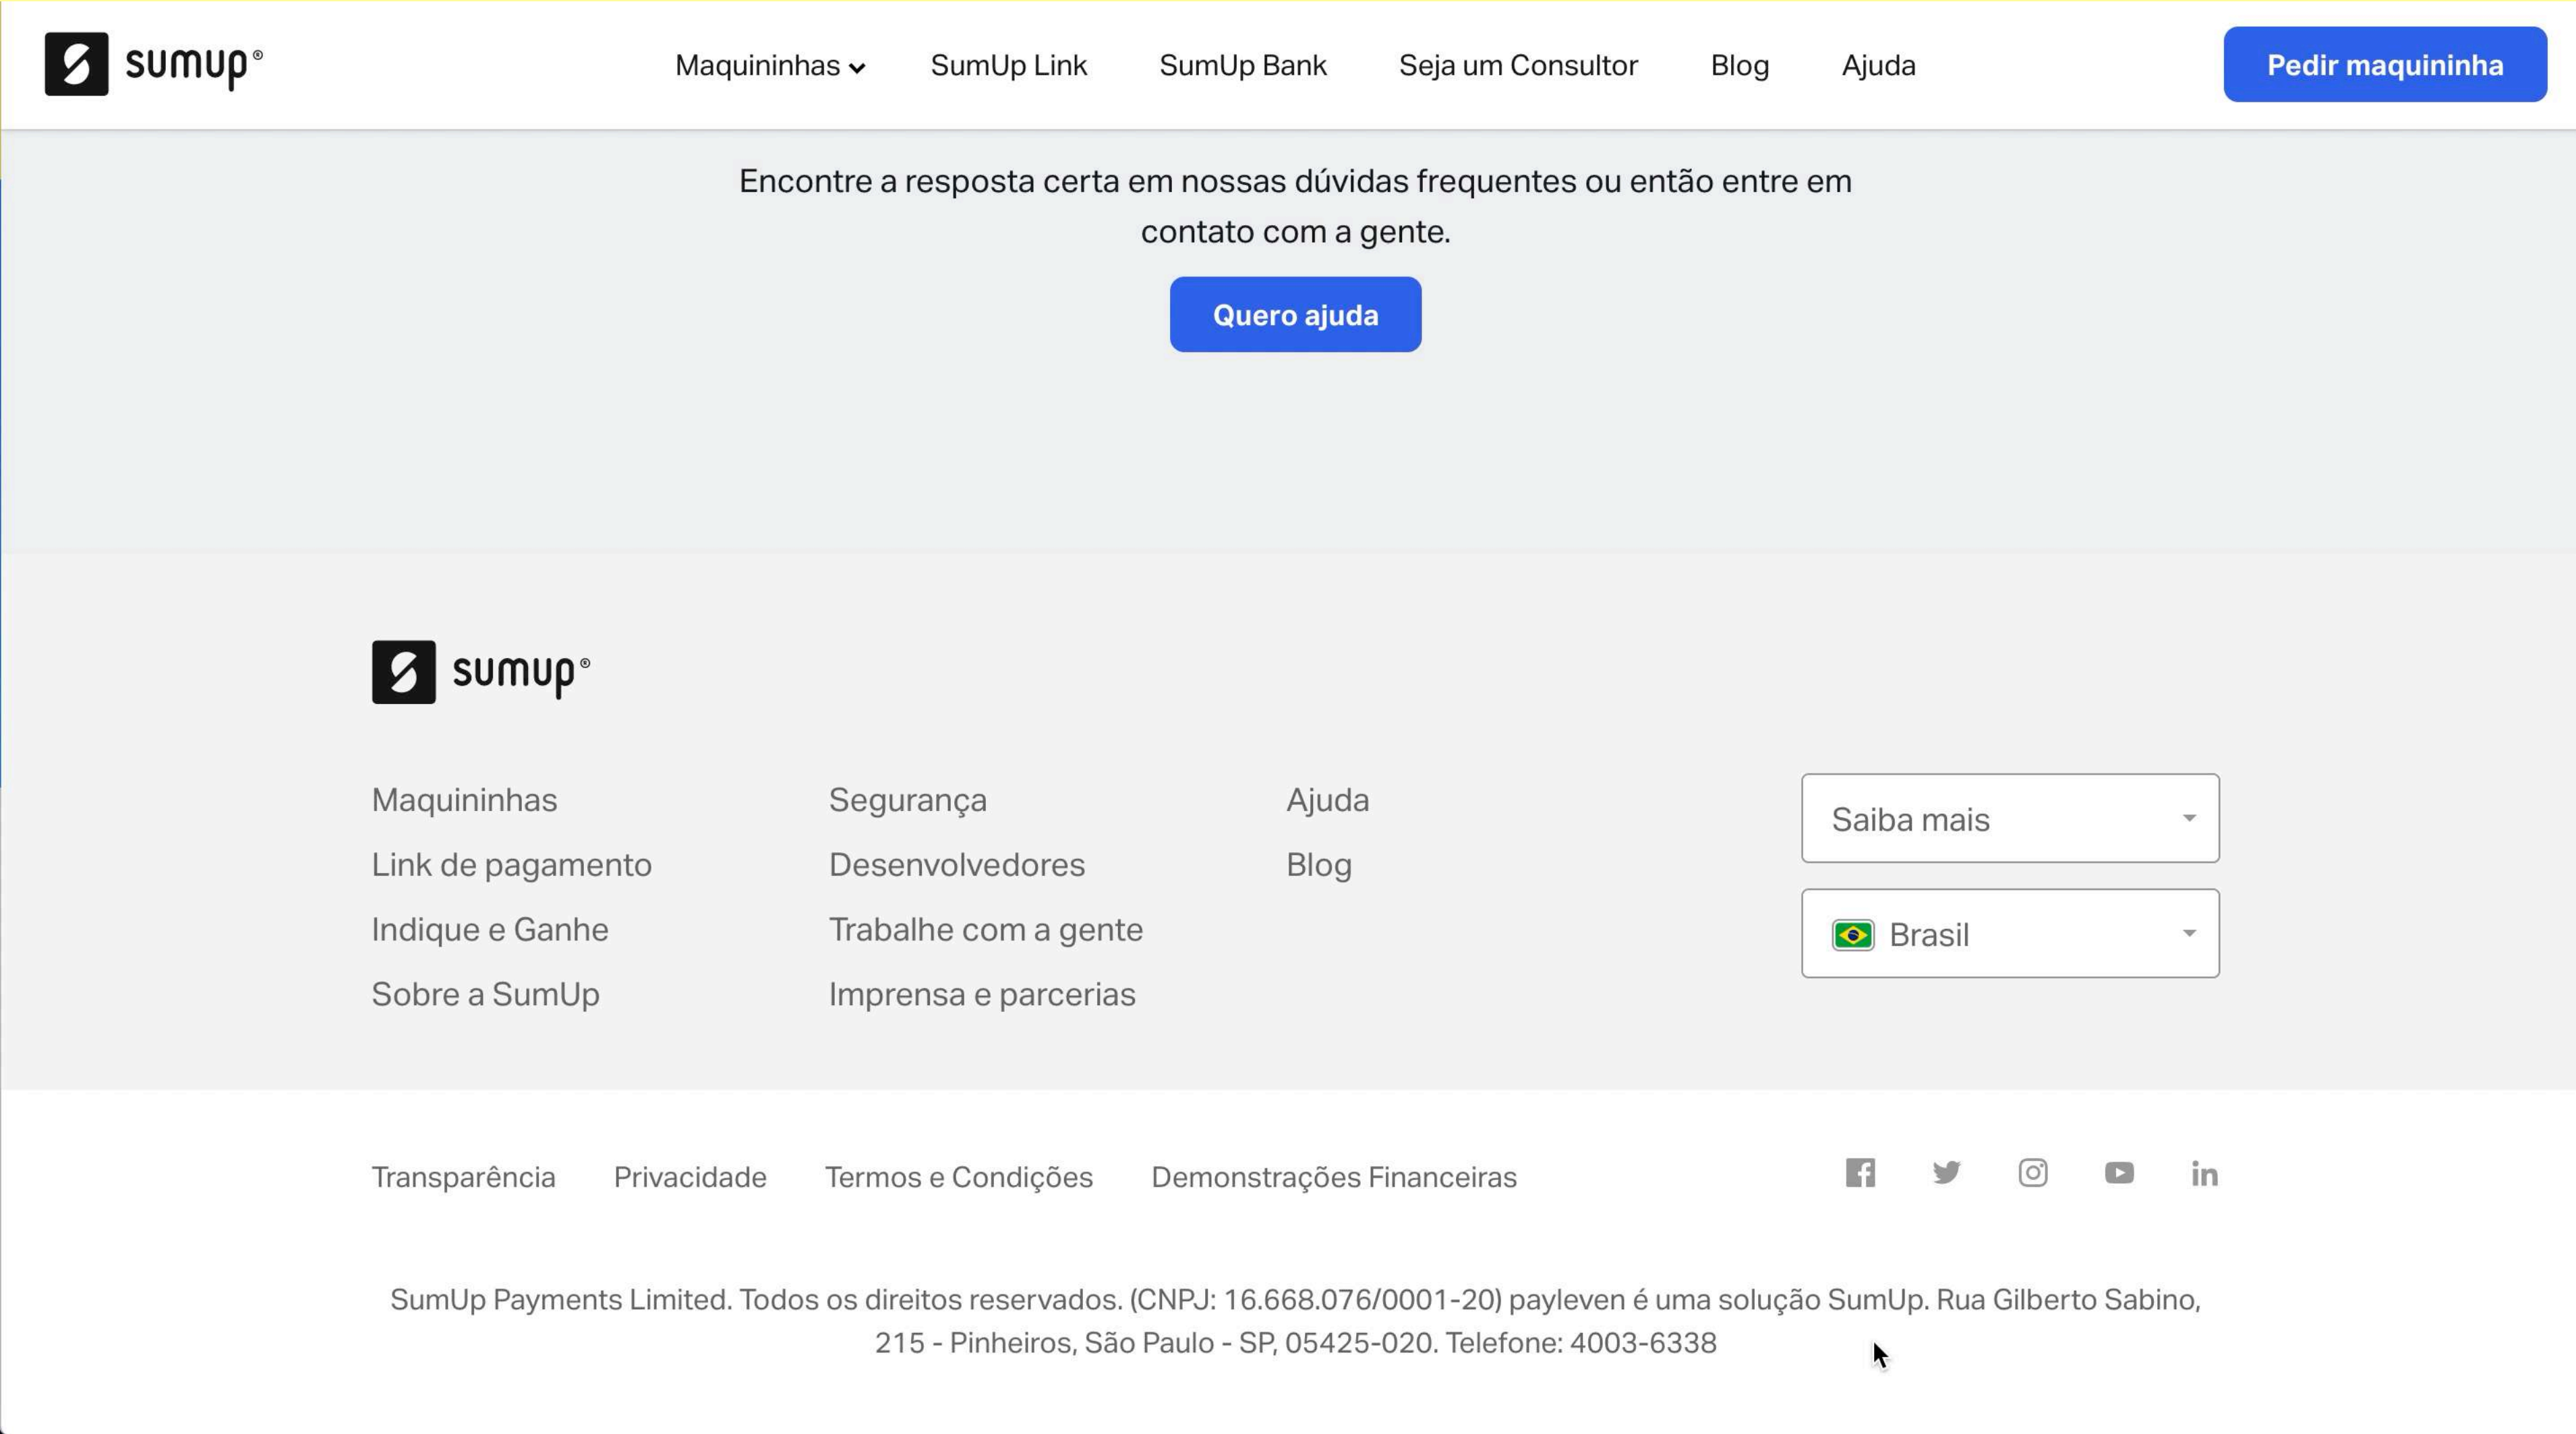 sumup®
Maquininhas
SumUp Link
SumUp Bank
Seja um Consultor
Blog
Ajuda
Pedir maquininha
Encontre a resposta certa em nossas dúvidas frequentes ou então entre em
contato com a gente.
Quero ajuda
sumup®
Maquininhas
Link de pagamento
Indique e Ganhe
Sobre a SumUp
Segurança
Desenvolvedores
Trabalhe com a gente
Imprensa e parcerias
Ajuda
Blog
Saiba mais
Brasil
Transparência
Privacidade
Termos e Condições
Demonstrações Financeiras
SumUp Payments Limited. Todos os direitos reservados. (CNPJ: 16.668.076/0001-20) payleven é uma solução SumUp. Rua Gilberto Sabino,
215 - Pinheiros, São Paulo - SP, 05425-020. Telefone: 4003-6338